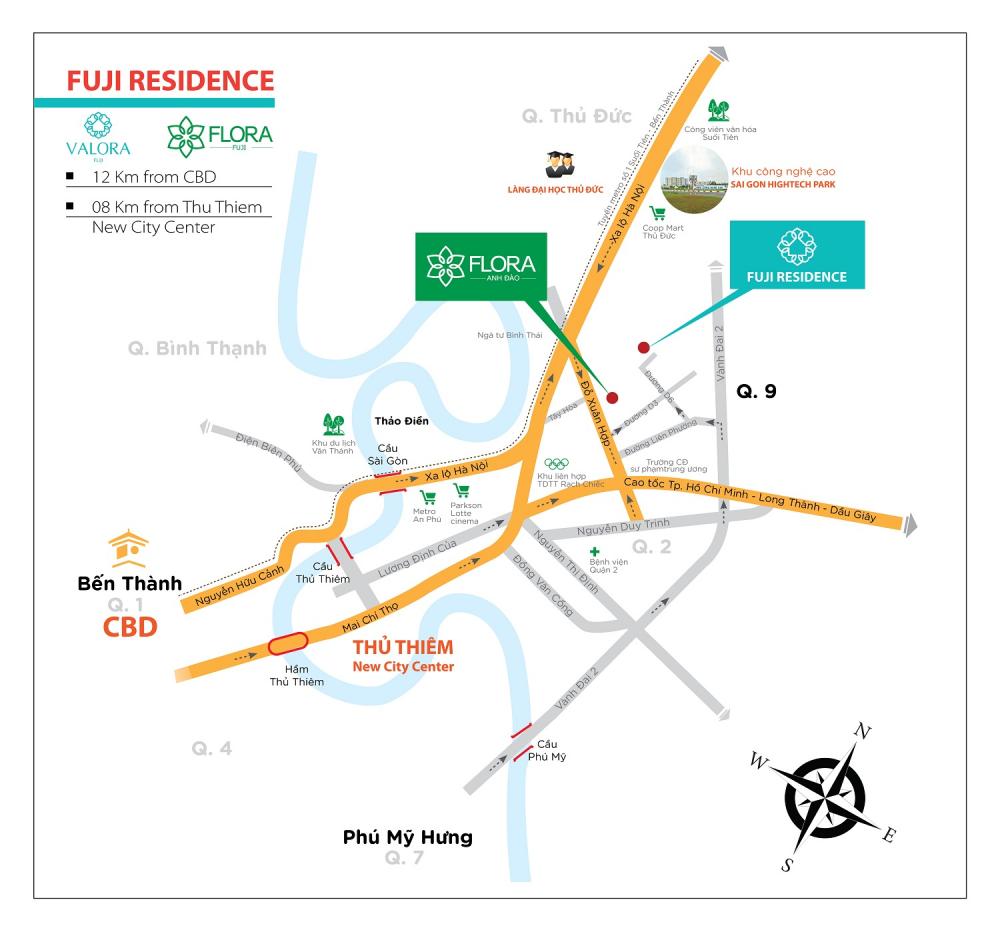 FUJI RESIDENCE
VALORA
FUJI
FLORA
FUJI
12 Km from CBD
08 Km from Thu Thiem
New City Center
Q. Thủ Đức
Công viên văn hóa
Suối Tiên
LÀNG ĐẠI HỌC THỦ ĐỨC
Tuyến metro số 1 Suối Tiên - Bến Thành
Xa lộ Hà Nội
Khu công nghệ cao
SAI GON HIGHTECH PARK
Coop Mart
Thủ Đức
FLORA
ANH ĐÀO
FUJI RESIDENCE
Ngã tư Bình Thái
Q. Bình Thạnh
Vành Đai 2
Q. 9
Đỗ Xuân Hợp
Đường D6
Tây Hòa
Đường D3
Đường Liên Phường
Điện Biên Phủ
Khu du lịch
Văn Thánh
Thảo Điền
Cầu
Sài Gòn
Xa lộ Hà Nội
Metro
An Phú
Parkson
Lotte
cinema
Khu liên hợp
TDTT Rạch Chiếc
Trường CĐ
sư phạm trung ương
Cao tốc Tp. Hồ Chí Minh - Long Thành - Dầu Giây
Nguyễn Duy Trinh
Q. 2
Lương Định Của
Nguyễn Thị Định
Bệnh viện
Quận 2
Đồng Văn Cống
Cầu
Thủ Thiêm
Bến Thành
Q. 1
CBD
Nguyễn Hữu Cảnh
Mai Chí Thọ
THỦ THIÊM
New City Center
Hầm
Thủ Thiêm
Vành Đai 2
Q. 4
Cầu
Phú Mỹ
Phú Mỹ Hưng
Q. 7
N
W
E
S